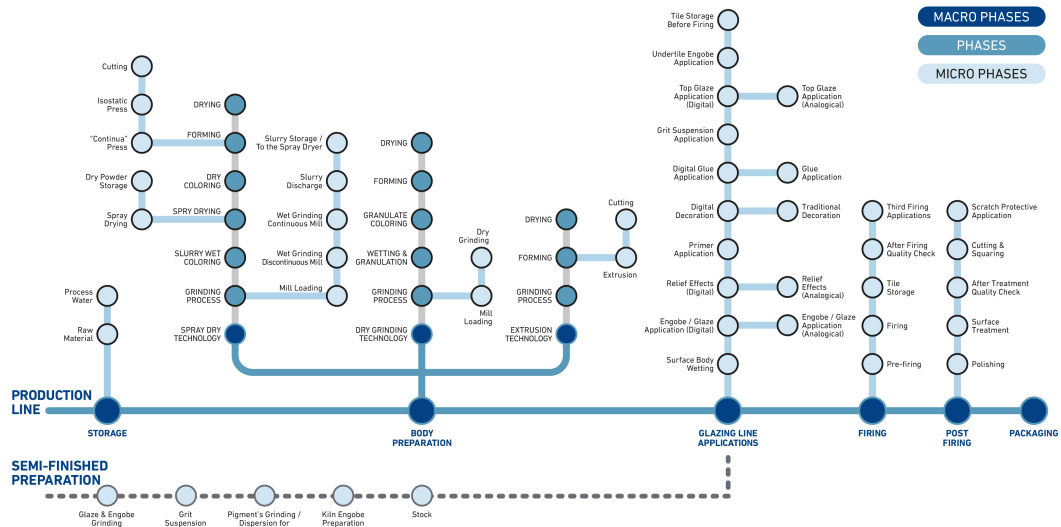 MACRO PHASES
PHASES
MICRO PHASES
Cutting
Isostatic
Press
"Continua"
Press
Dry Powder
Storage
Spray
Drying
Process
Water
Raw
Material
DRYING
FORMING
DRY
COLORING
SPRY DRYING
SLURRY WET
COLORING
GRINDING
PROCESS
SPRAY DRY
TECHNOLOGY
Slurry Storage /
To the Spray Dryer
Slurry
Discharge
Wet Grinding
Continuous Mill
Wet Grinding
Discontinuous Mill
Mill Loading
DRYING
FORMING
GRANULATE
COLORING
WETTING &
GRANULATION
GRINDING
PROCESS
DRY GRINDING
TECHNOLOGY
Dry
Grinding
Mill
Loading
DRYING
FORMING
GRINDING
PROCESS
EXTRUSION
TECHNOLOGY
Cutting
Extrusion
Tile Storage
Before Firing
Undertile Engobe
Application
Top Glaze
Application
(Digital)
Top Glaze
Application
(Analogical)
Grit Suspension
Application
Digital Glue
Application
Glue
Application
Digital
Decoration
Traditional
Decoration
Primer
Application
Relief Effects
(Digital)
Relief
Effects
(Analogical)
Engobe / Glaze
Application (Digital)
Engobe / Glaze
Application
(Analogical)
Surface Body
Wetting
Third Firing
Applications
After Firing
Quality Check
Tile
Storage
Firing
Pre-firing
Scratch Protective
Application
Cutting &
Squaring
After Treatment
Quality Check
Surface
Treatment
Polishing
PRODUCTION
LINE
STORAGE
BODY
PREPARATION
GLAZING LINE
APPLICATIONS
FIRING
POST
FIRING
PACKAGING
SEMI-FINISHED
PREPARATION
Glaze & Engobe
Grinding
Grit
Suspension
Pigment's Grinding /
Dispersion for
Kiln Engobe
Preparation
Stock